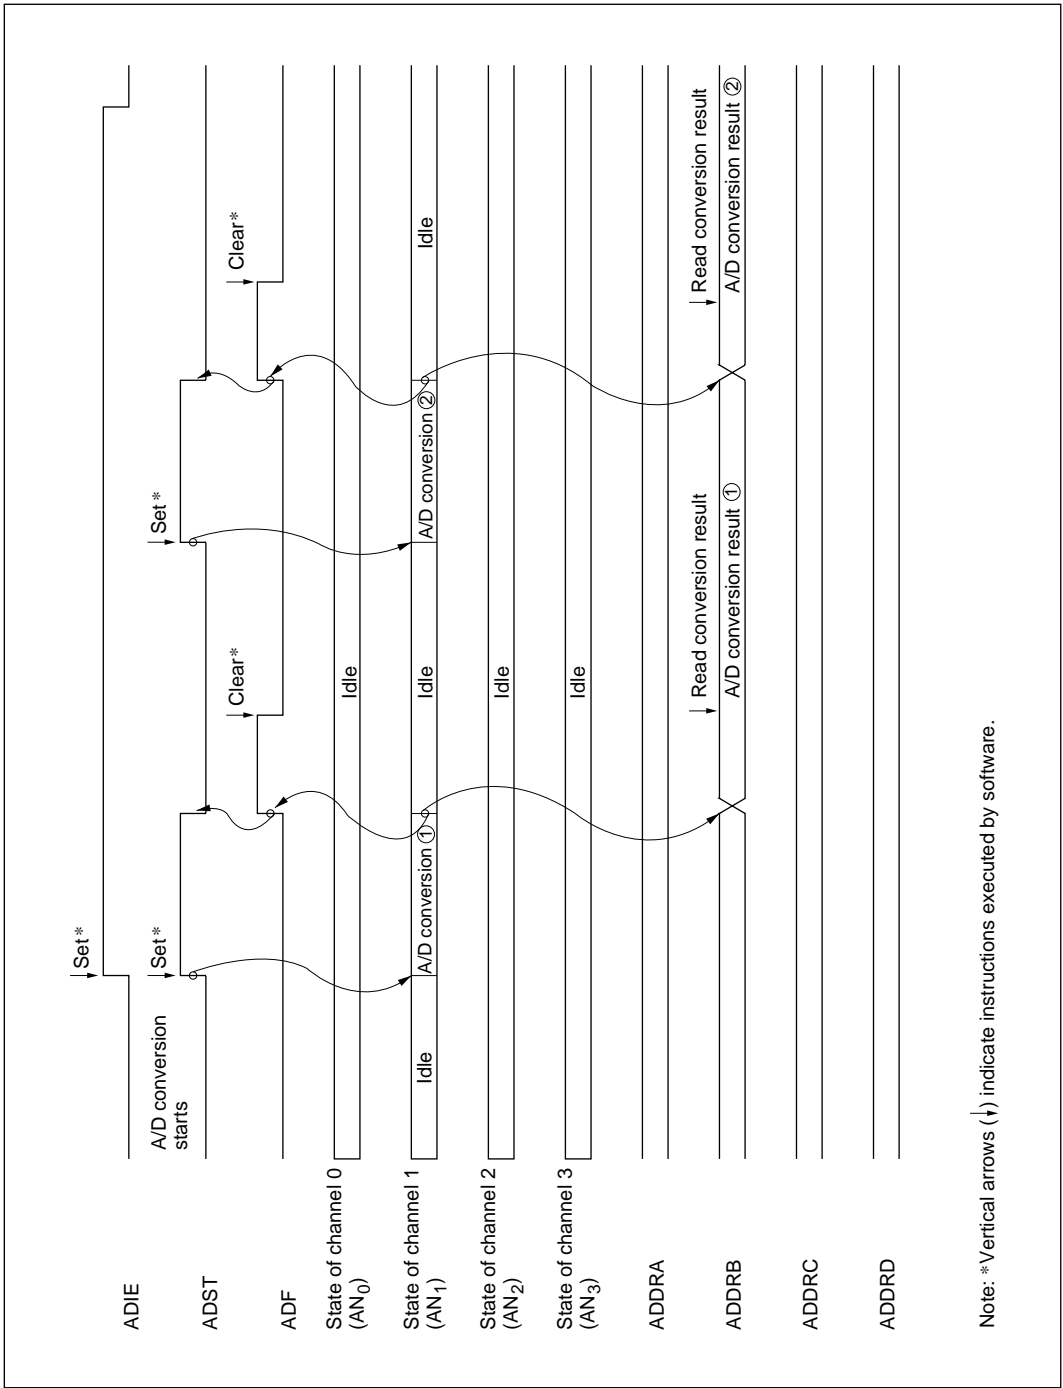 ADIE
Set*
ADST
A/D conversion
starts
Set*
Set*
ADF
Clear*
Clear*
State of channel 0
(AN0)
Idle
State of channel 1
(AN1)
Idle
A/D conversion ①
Idle
A/D conversion ②
Idle
State of channel 2
(AN2)
Idle
State of channel 3
(AN3)
Idle
ADDRA
Read conversion result
Read conversion result
ADDRB
A/D conversion result ①
A/D conversion result ②
ADDRC
ADDRD
Note: *Vertical arrows (↓) indicate instructions executed by software.